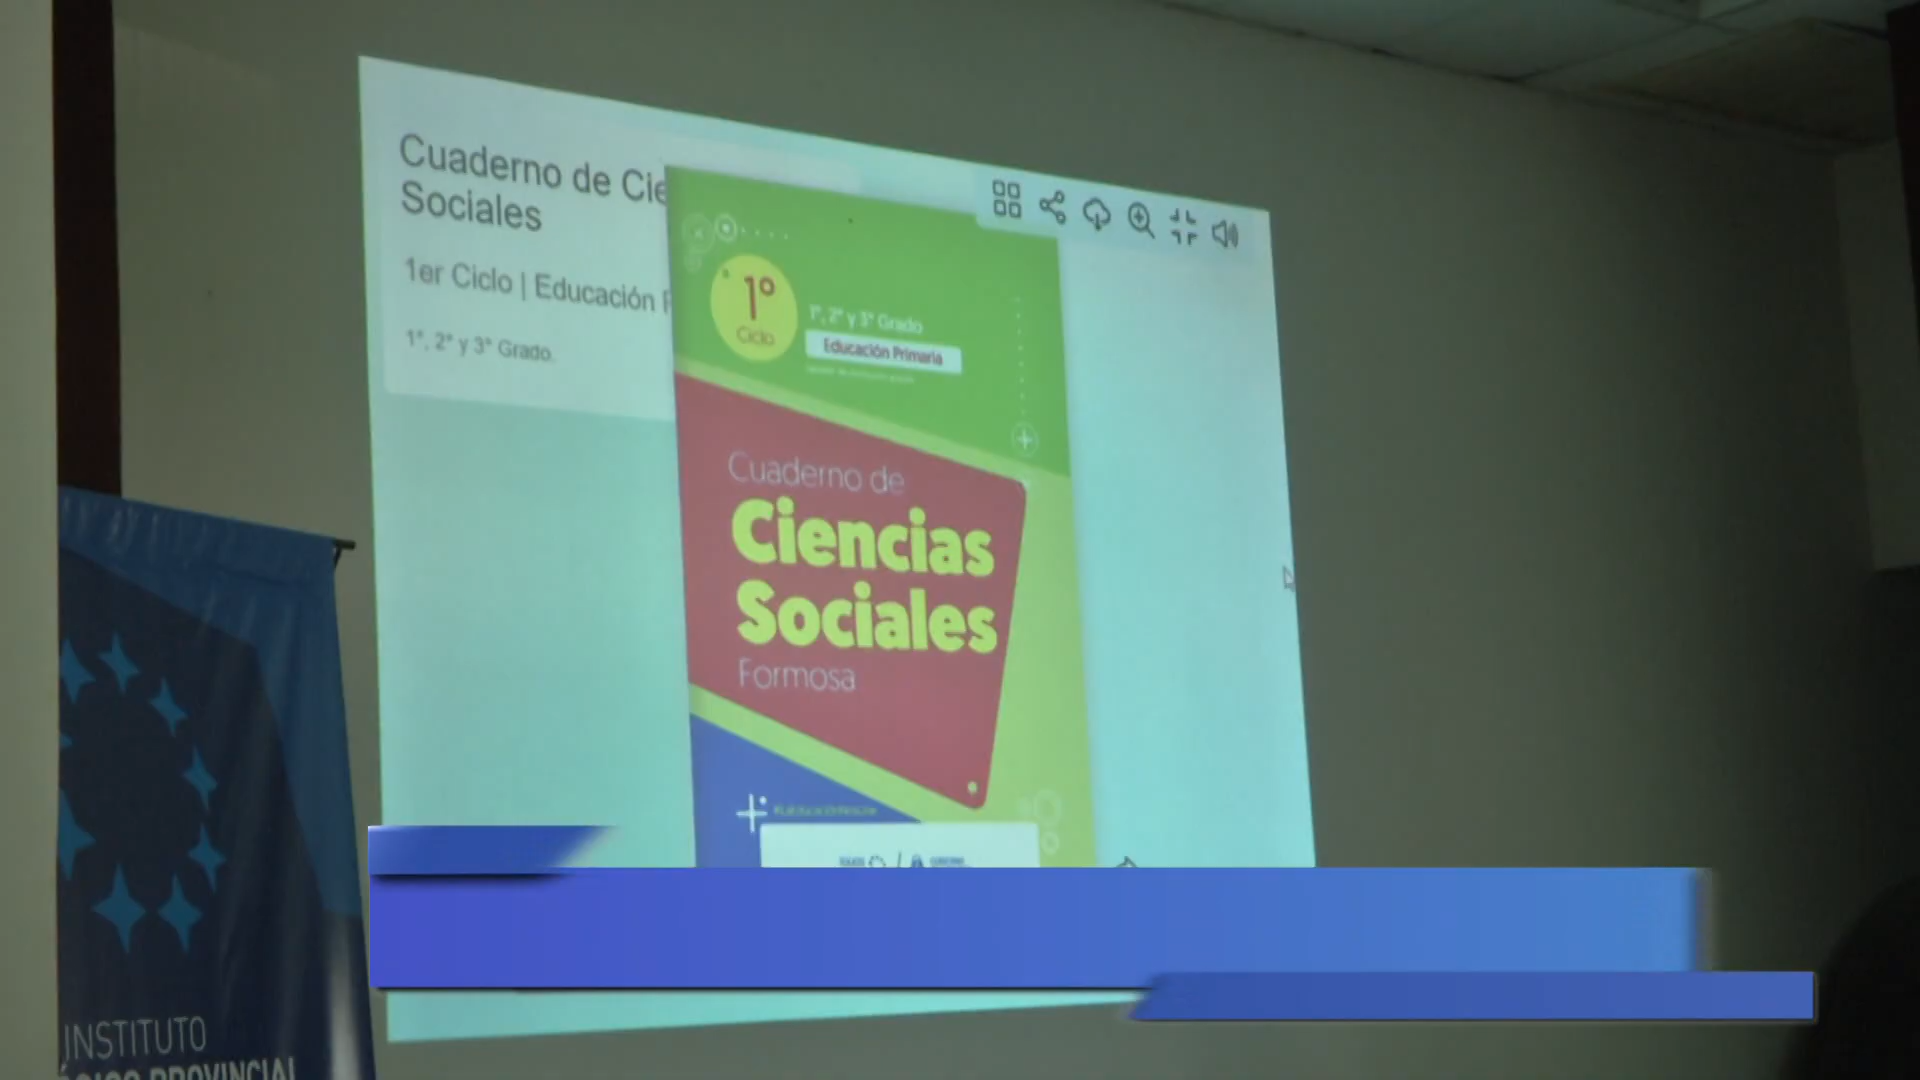 Cuaderno de Cie
Sociales
1er Ciclo | Educación
1°, 2° y 3° Grado.
1°
Ciclo
1°, 2° y 3° Grado
Educación Primaria
Cuaderno de
Ciencias
Sociales
Formosa
INSTITUTO
PROVINCIAL